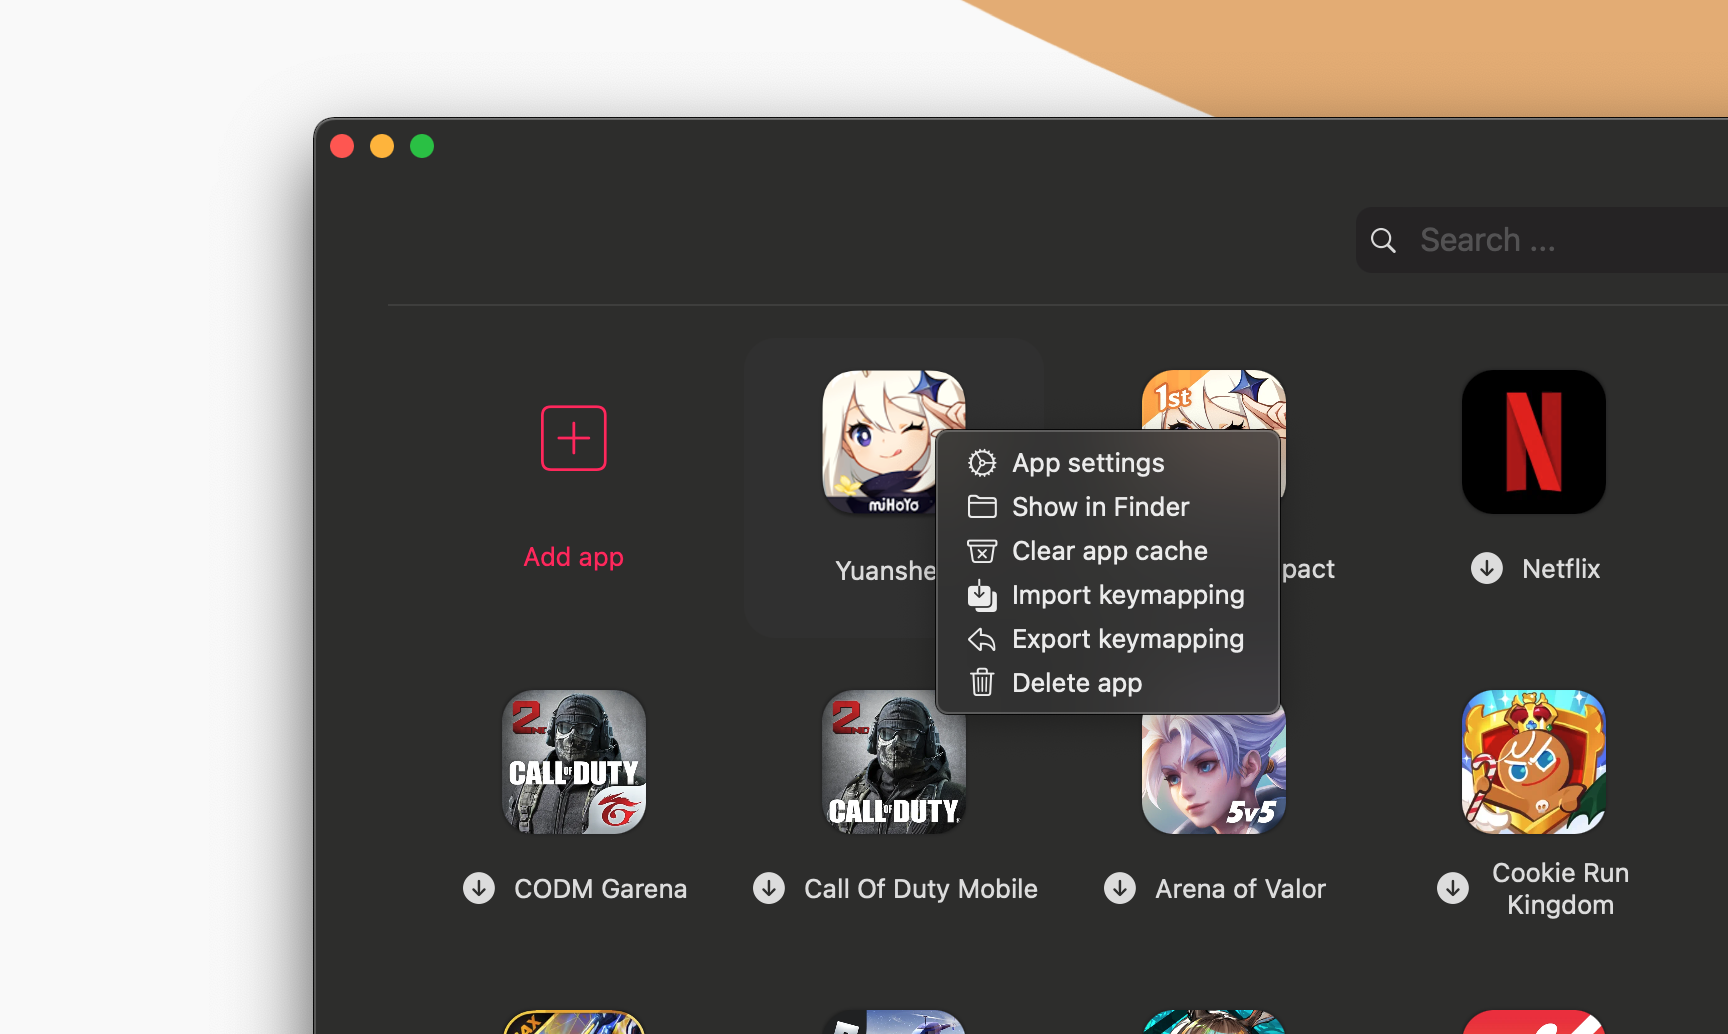 Search ...
1st
App settings
miHoYo
Show in Finder
Add app
Yuanshe
Clear app cache
pact
Netflix
Import keymapping
Export keymapping
Delete app
CALL OF DUTY
CALL OF DUTY
5v5
CODM Garena
Call Of Duty Mobile
Arena of Valor
Cookie Run
Kingdom